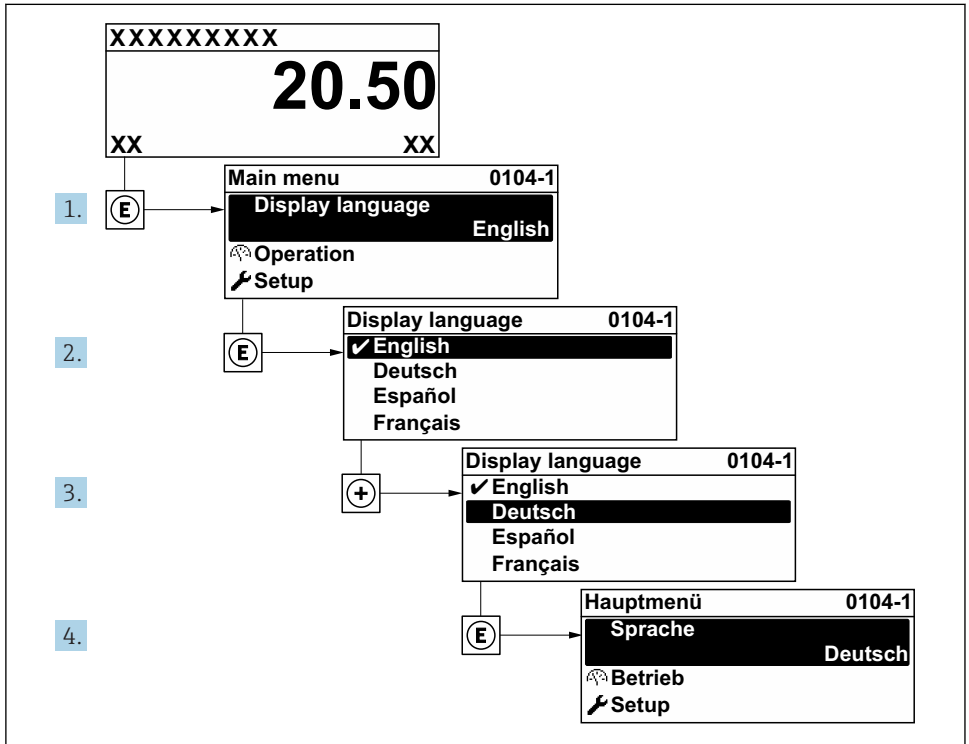 XXXXXXXXX
20.50
XX XX
1. E
Main menu 0104-1
Display language
English
Operation
Setup
2. E
Display language 0104-1
✔English
Deutsch
Español
Français
3. +
Display language 0104-1
✔English
Deutsch
Español
Français
4. E
Hauptmenü 0104-1
Sprache
Deutsch
Betrieb
Setup